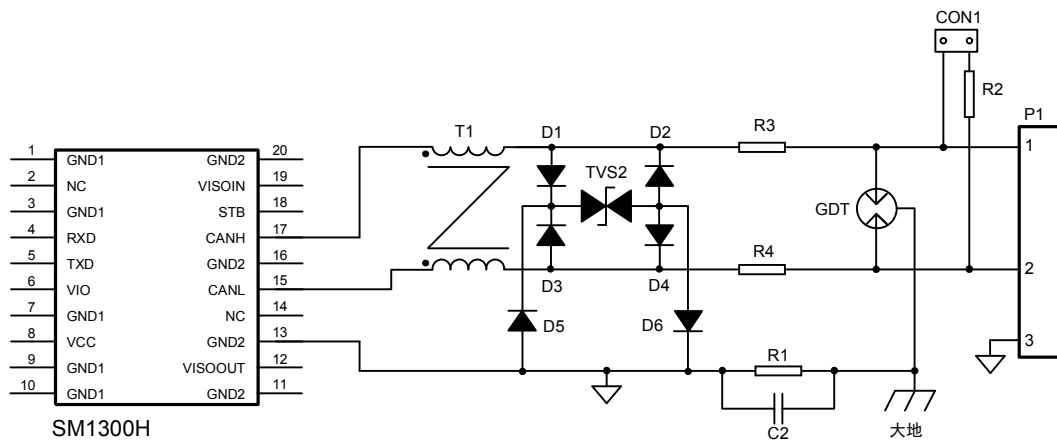 CON1
R2
P1
T1
D1
D2
R3
TVS2
GDT
D3
D4
R4
D5
D6
R1
C2
大地
1
2
3
1 GND1 GND2 20
2 NC VISOIN 19
3 GND1 STB 18
4 RXD CANH 17
5 TXD GND2 16
6 VIO CANL 15
7 GND1 NC 14
8 VCC GND2 13
9 GND1 VISOOUT 12
10 GND1 GND2 11
SM1300H